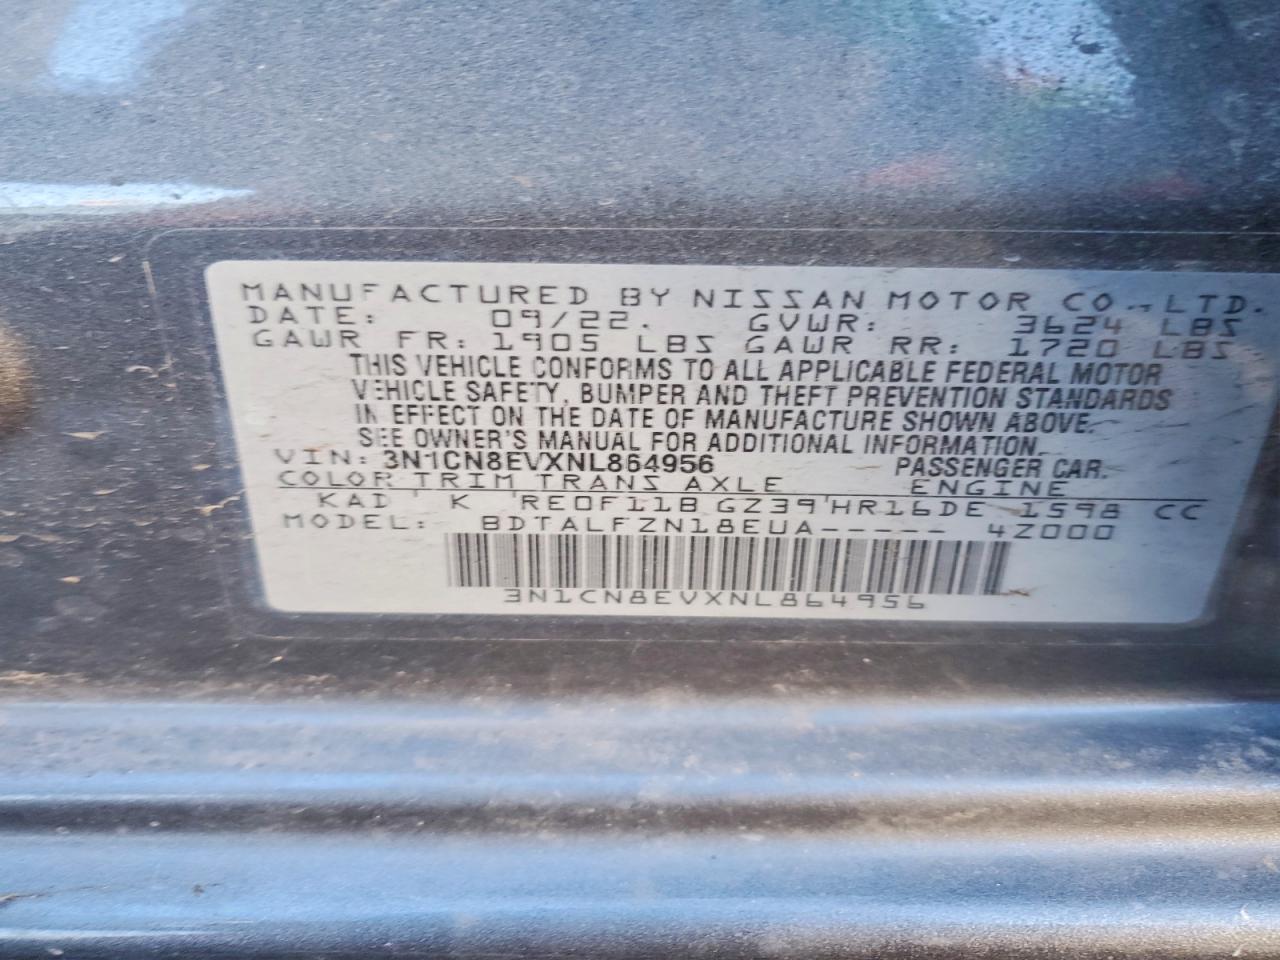 MANUFACTURED BY NISSAN MOTOR CO., LTD.
DATE: 09/22. GVWR: 3624 LBS
GAWR FR: 1905 LBS GAWR RR: 1720 LBS
THIS VEHICLE CONFORMS TO ALL APPLICABLE FEDERAL MOTOR
VEHICLE SAFETY, BUMPER AND THEFT PREVENTION STANDARDS
IN EFFECT ON THE DATE OF MANUFACTURE SHOWN ABOVE.
SEE OWNER'S MANUAL FOR ADDITIONAL INFORMATION.
VIN: 3N1CN8EVXNL864956 PASSENGER CAR.
COLOR TRIM TRANS AXLE ENGINE
KAD K RE0F11B GZ39 HR16DE 1598 CC
MODEL: BDTALFZN18EUA----- 4Z000
3N1CN8EVXNL864956